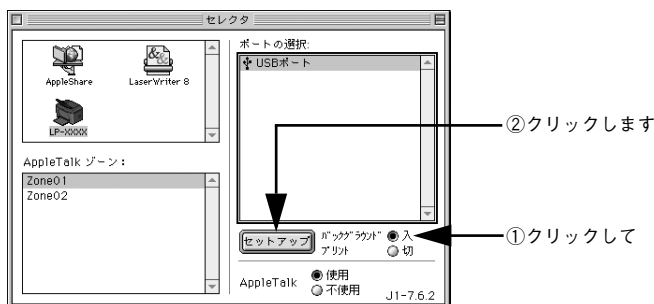 セレクタ
ポートの選択:
USBポート
AppleShare
LaserWriter 8
LP-XXXX
②クリックします
AppleTalk ゾーン:
Zone01
Zone02
セットアップ
バックグラウンド
プリント
入
切
①クリックして
AppleTalk
使用
不使用
J1-7.6.2